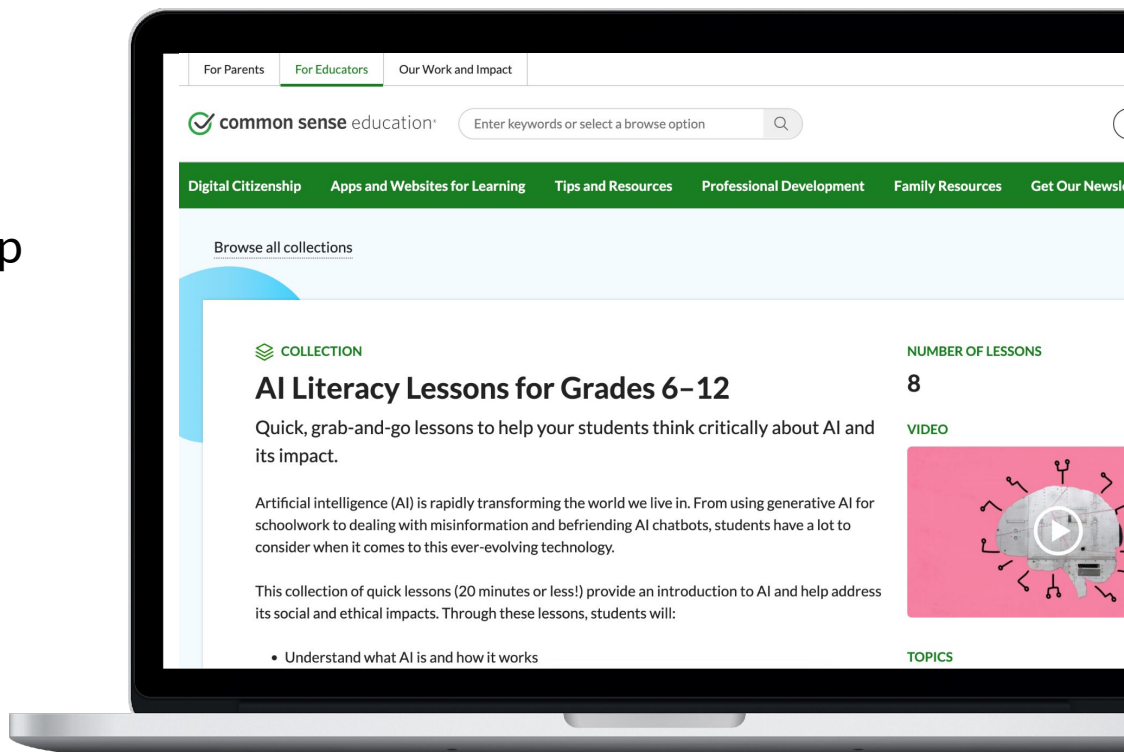 For Parents For Educators Our Work and Impact
common sense education
Enter keywords or select a browse option
Digital Citizenship Apps and Websites for Learning Tips and Resources Professional Development Family Resources Get Our
p
Browse all collections
COLLECTION
AI Literacy Lessons for Grades 6–12
Quick, grab-and-go lessons to help your students think critically about AI and
its impact.
Artificial intelligence (AI) is rapidly transforming the world we live in. From using generative AI for
schoolwork to dealing with misinformation and befriending AI chatbots, students have a lot to
consider when it comes to this ever-evolving technology.
This collection of quick lessons (20 minutes or less!) provide an introduction to AI and help address
its social and ethical impacts. Through these lessons, students will:
• Understand what AI is and how it works
NUMBER OF LESSONS
8
VIDEO
TOPICS